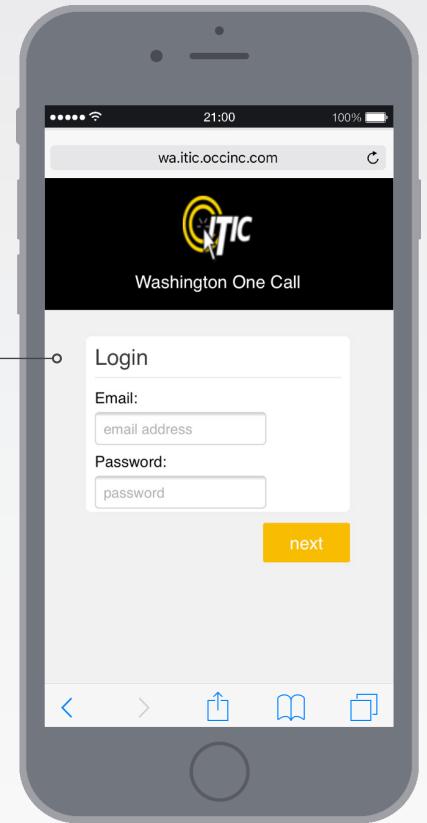 21:00
100%
wa.itic.occinc.com
ITIC
Washington One Call
Login
Email:
email address
Password:
password
next